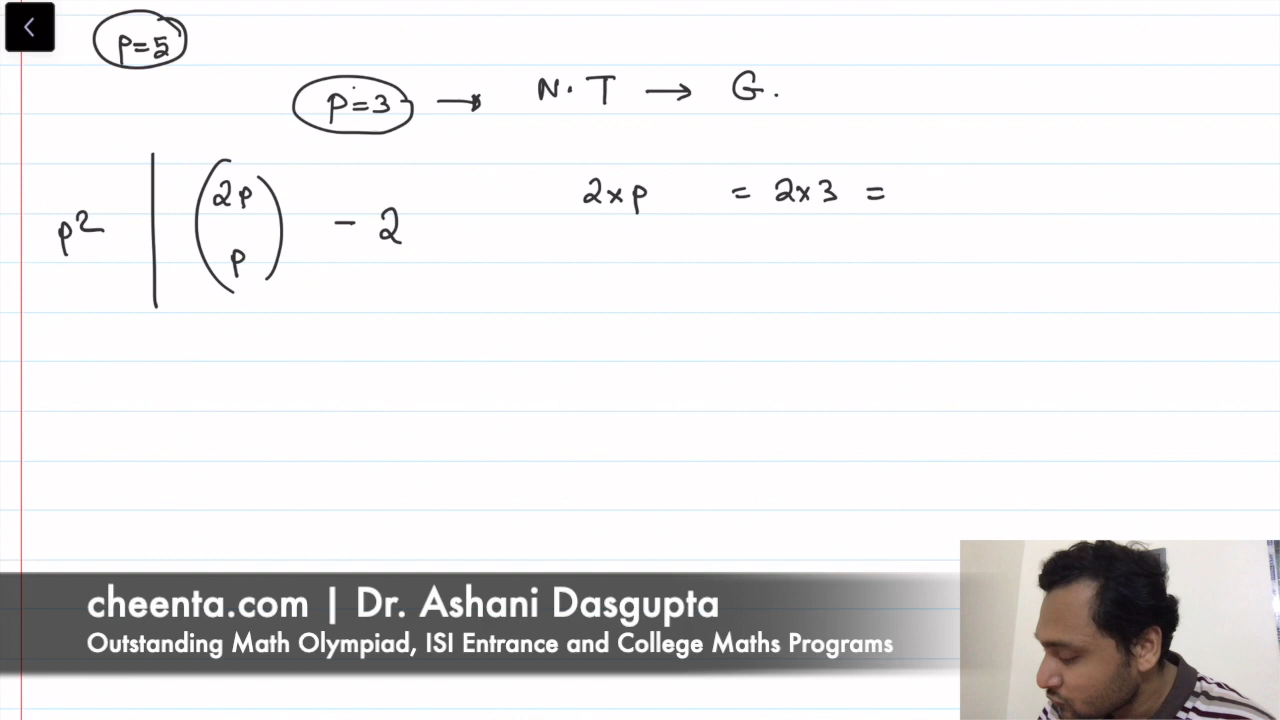 p=5
p=3 → N.T → G.
p² | (2p p) - 2
2×p = 2×3 =
cheenta.com | Dr. Ashani Dasgupta
Outstanding Math Olympiad, ISI Entrance and College Maths Programs